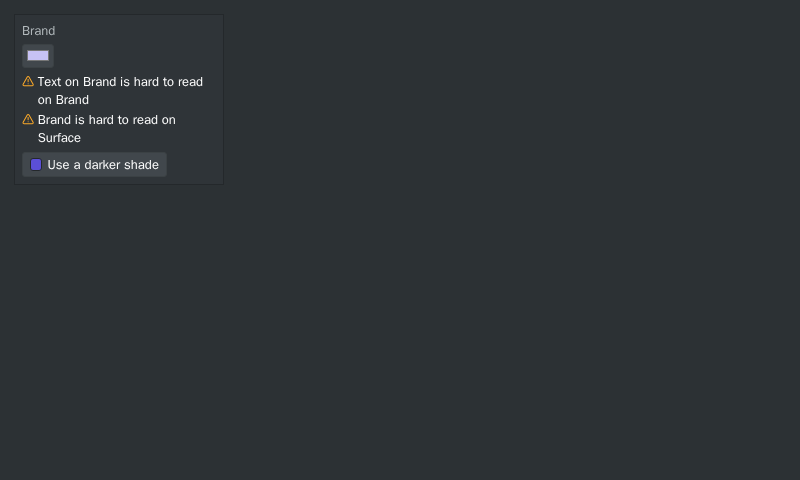 Brand
Text on Brand is hard to read
on Brand
Brand is hard to read on
Surface
Use a darker shade